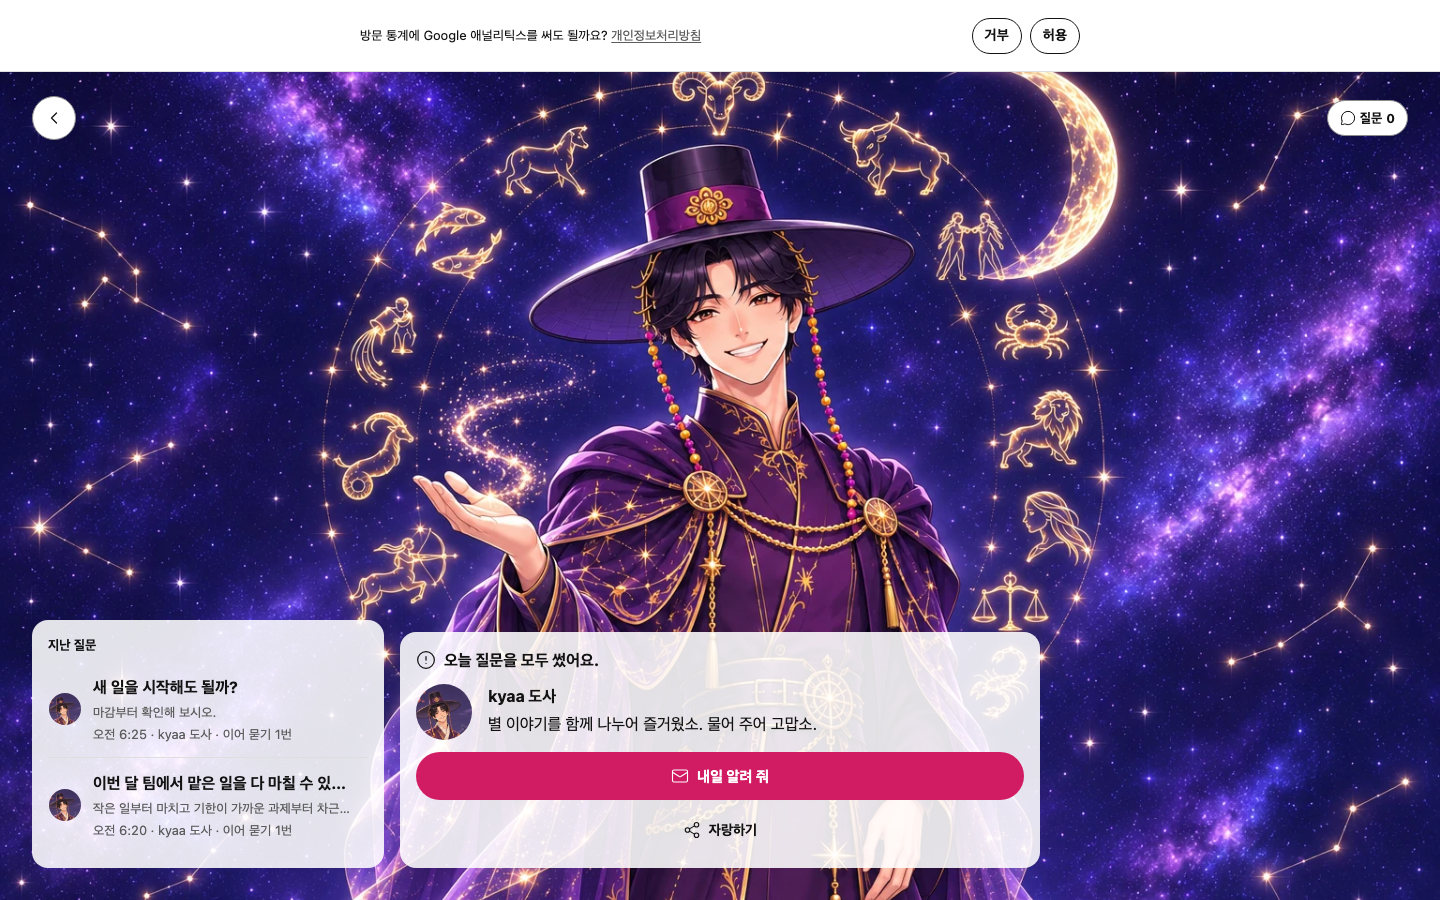 방문 통계에 Google 애널리틱스를 써도 될까요? 개인정보처리방침
거부
허용
질문 0
지난 질문
새 일을 시작해도 될까?
마감부터 확인해 보시오.
오전 6:25 · kyaa 도사 · 이어 묻기 1번
이번 달 팀에서 맡은 일을 다 마칠 수 있...
작은 일부터 마치고 기한이 가까운 과제부터 차근...
오전 6:20 · kyaa 도사 · 이어 묻기 1번
오늘 질문을 모두 썼어요.
kyaa 도사
별 이야기를 함께 나누어 즐거웠소. 물어 주어 고맙소.
내일 알려 줘
자랑하기